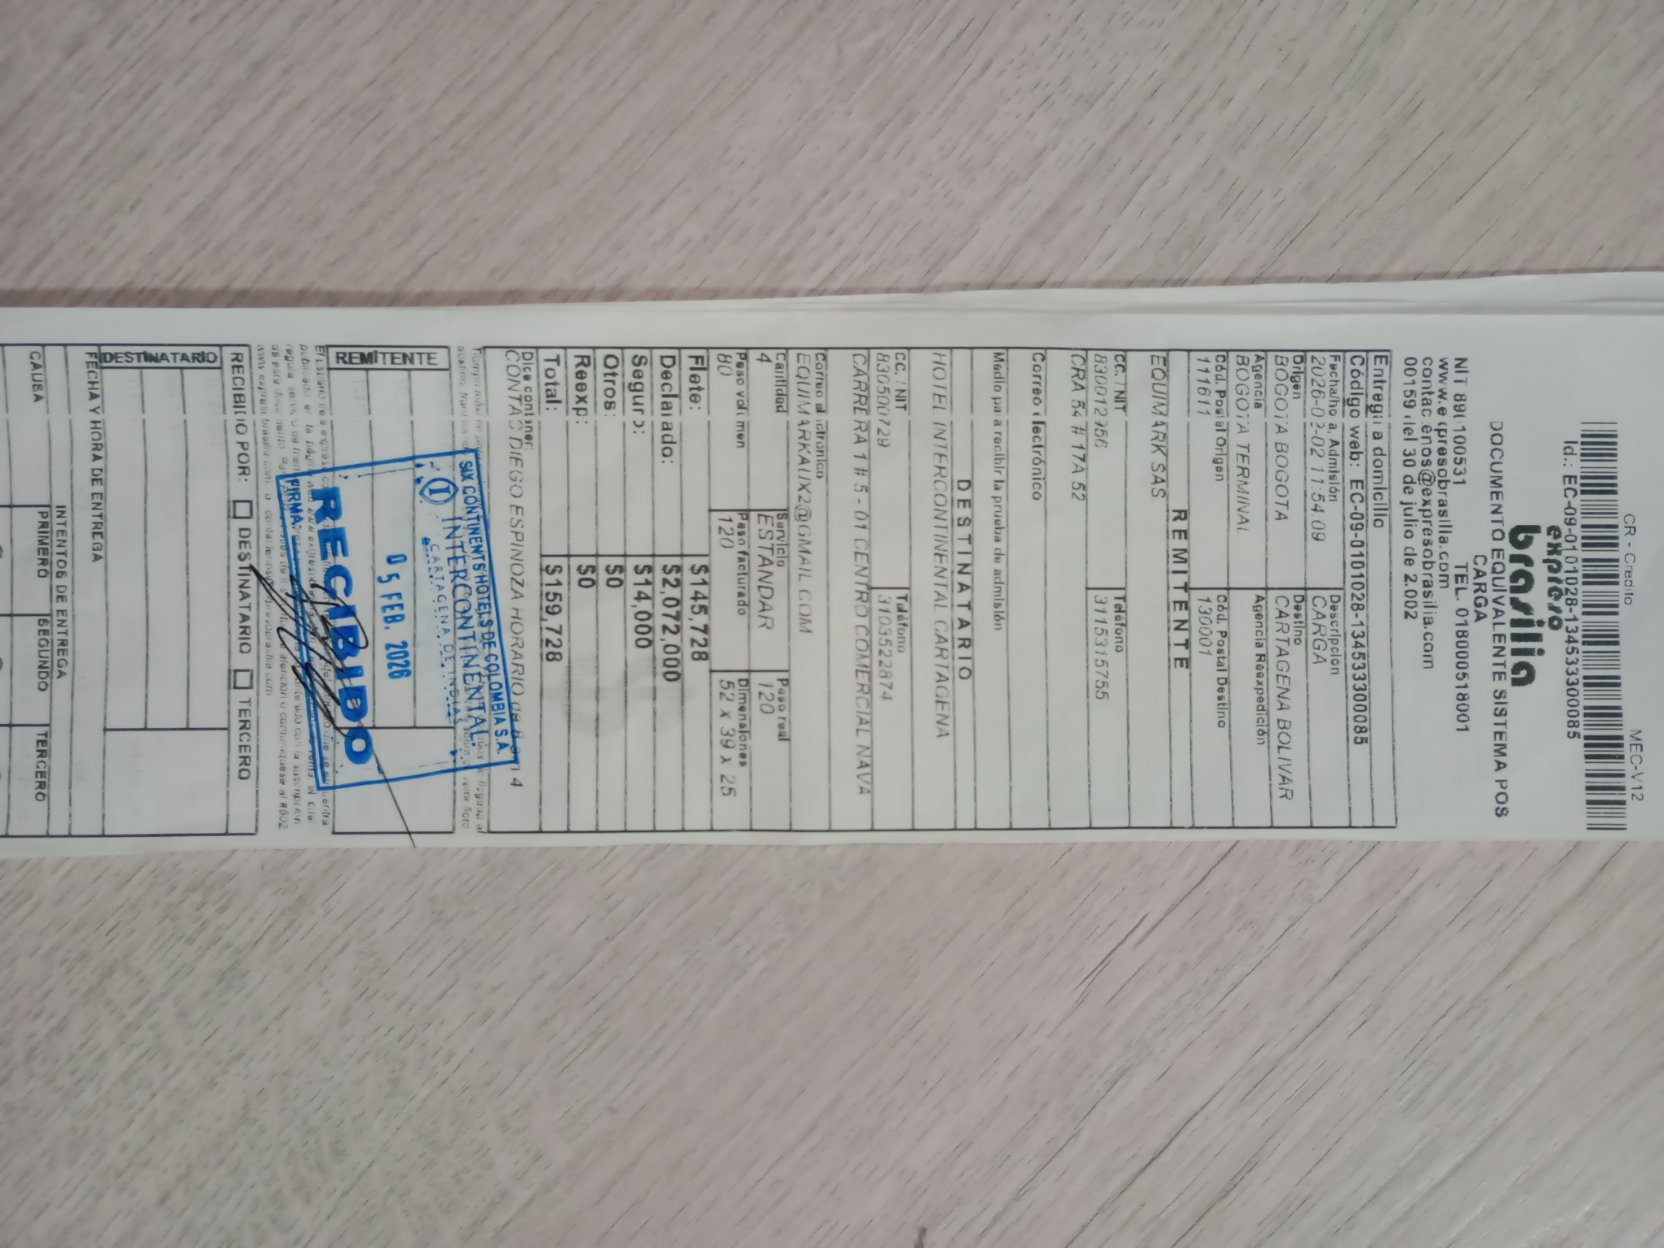 CR - Credito
MEC-V12
Id.: EC-09-0101028-134533300085
expreso
brasilia
CARGA
DOCUMENTO EQUIVALENTE SISTEMA POS
NIT 890100531 TEL. 018000518001
www.expresobrasilia.com
contactenos@expresobrasilia.com
00159 del 30 de julio de 2.002
Entrega a domicilio
Código web: EC-09-0101028-134533300085
Fecha/hora, Admisión
2026-02-02 11:54:09
Descripción
CARGA
Origen
BOGOTA BOGOTA
Destino
CARTAGENA BOLIVAR
Agencia
BOGOTA TERMINAL
Agencia Reexpedición
Cód. Postal Origen
111611
Cód. Postal Destino
130001
REMITENTE
EQUIMARK SAS
CC. / NIT
830012356
Teléfono
3115315755
CRA 54 # 17A 52
Correo electrónico
Medio para recibir la prueba de admisión
DESTINATARIO
HOTEL INTERCONTINENTAL CARTAGENA
CC. / NIT
830500729
Teléfono
3103522874
CARRERA 1 # 5 - 01 CENTRO COMERCIAL NAVA
Correo electronico
EQUIMARKAIX2@GMAIL.COM
Cantidad
4
Servicio
ESTANDAR
Peso real
120
Peso volumen
80
Peso facturado
120
Dimensiones
52 x 39 x 25
Flete: $145,728
Declarado: $2,072,000
Seguro: $14,000
Otros: $0
Reexp: $0
Total: $159,728
Dice contener:
CONTAC DIEGO ESPINOZA HORARIO de 8 am 4
SIX CONTINENTS HOTELS DE COLOMBIA S.A.
INTERCONTINENTAL.
CARTAGENA DE INDIAS
05 FEB. 2026
RECIBIDO
FIRMA:
REMITENTE
RECIBIDO POR: DESTINATARIO TERCERO
DESTINATARIO
FECHA Y HORA DE ENTREGA
INTENTOS DE ENTREGA
CAUSA PRIMERO SEGUNDO TERCERO